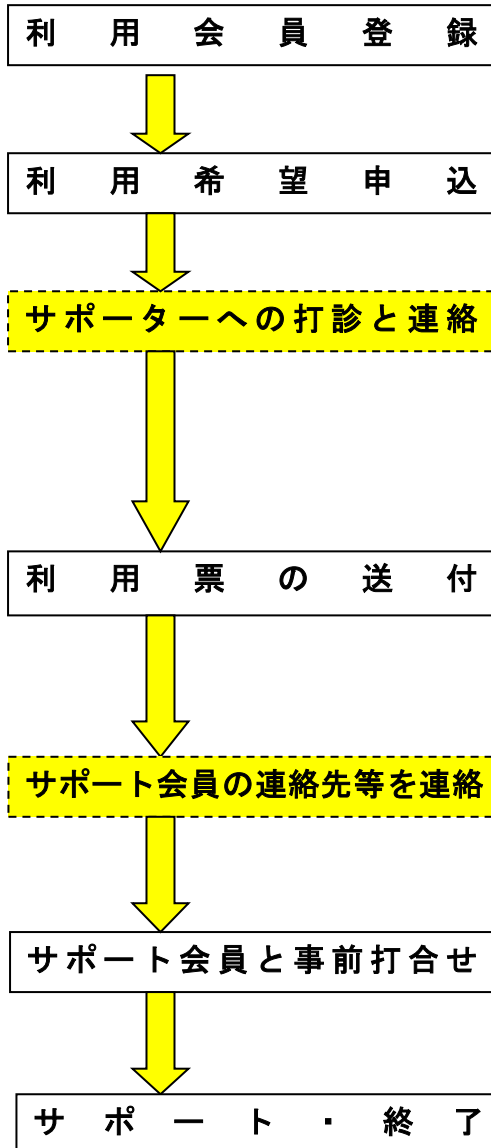 利用会員登録
利用希望申込
サポーターへの打診と連絡
利用票の送付
サポート会員の連絡先等を連絡
サポート会員と事前打合せ
サポート・終了